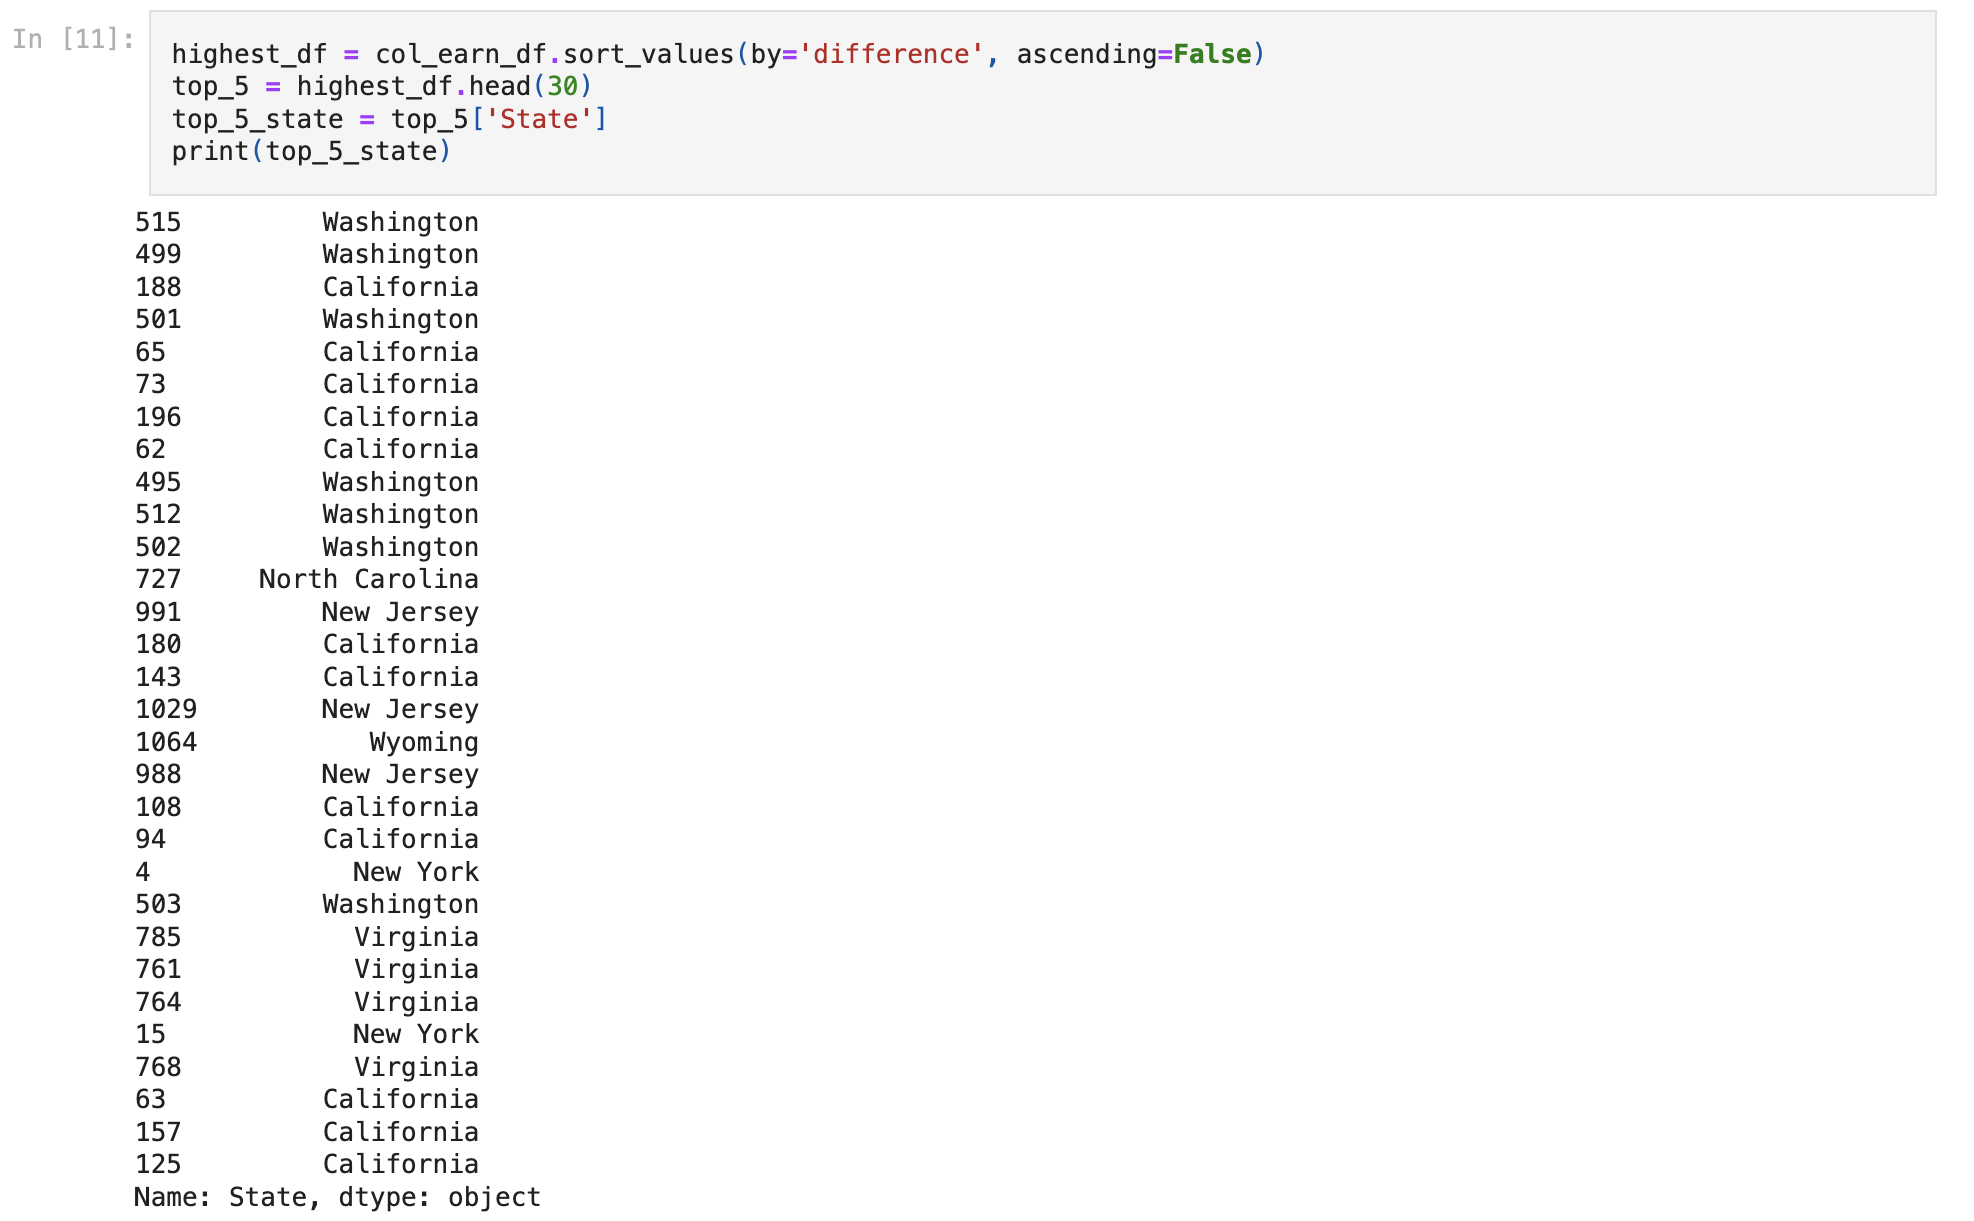 In [11]:
highest_df = col_earn_df.sort_values(by='difference', ascending=False)
top_5 = highest_df.head(30)
top_5_state = top_5['State']
print(top_5_state)
515         Washington
499         Washington
188         California
501         Washington
65          California
73          California
196         California
62          California
495         Washington
512         Washington
502         Washington
727     North Carolina
991         New Jersey
180         California
143         California
1029        New Jersey
1064           Wyoming
988         New Jersey
108         California
94          California
4             New York
503         Washington
785           Virginia
761           Virginia
764           Virginia
15            New York
768           Virginia
63          California
157         California
125         California
Name: State, dtype: object